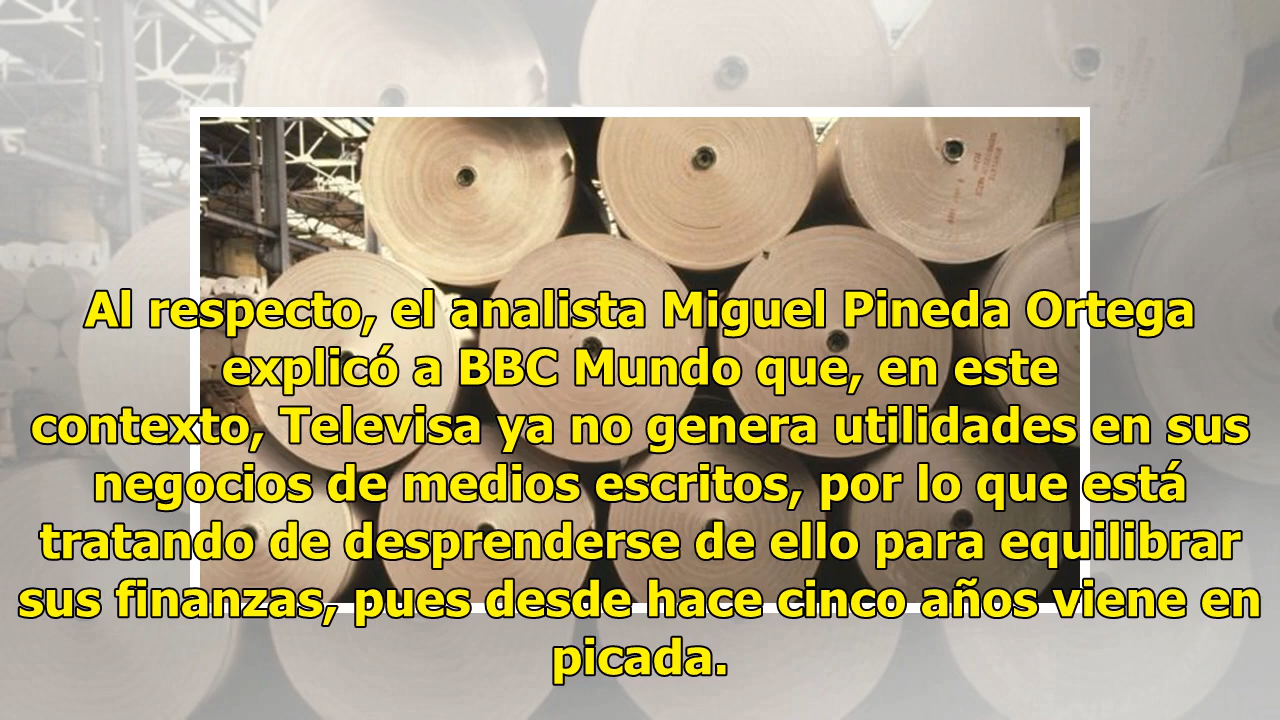 Al respecto, el analista Miguel Pineda Ortega
explicó a BBC Mundo que, en este
contexto, Televisa ya no genera utilidades en sus
negocios de medios escritos, por lo que está
tratando de desprenderse de ello para equilibrar
sus finanzas, pues desde hace cinco años viene en
picada.